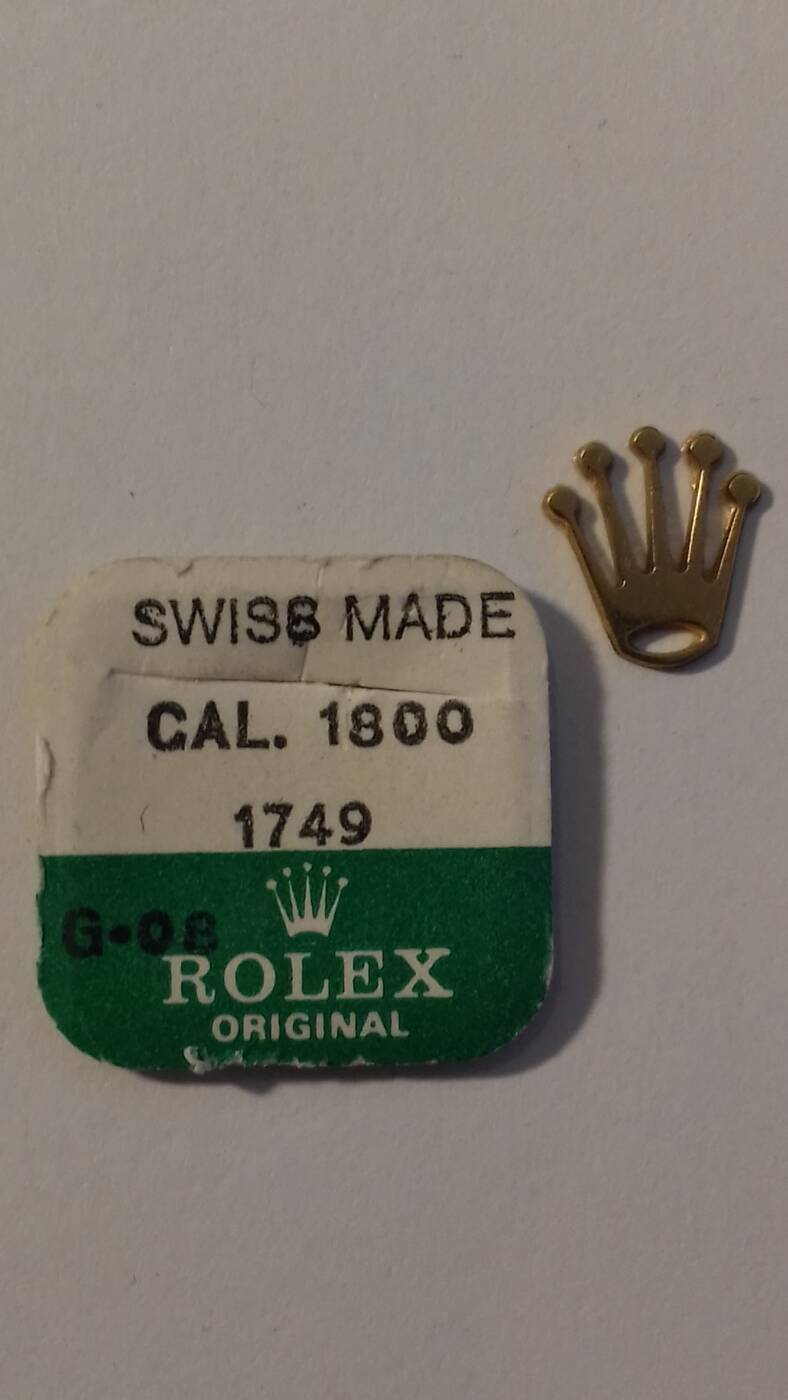 SWISS MADE
CAL. 1800
1749
G-08
ROLEX
ORIGINAL